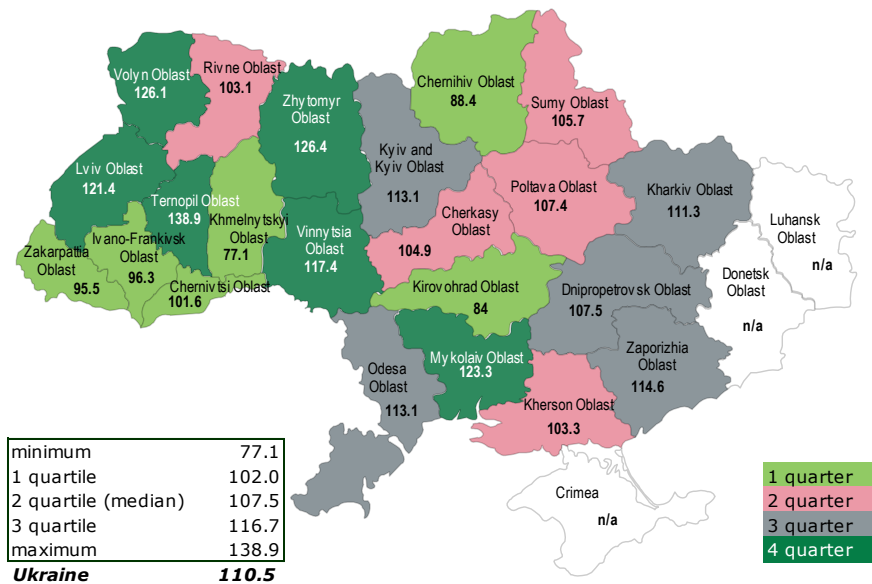 Volyn Oblast
126.1
Rivne Oblast
103.1
Zhytomyr
Oblast
126.4
Kyiv and
Kyiv Oblast
113.1
Chernihiv Oblast
88.4
Sumy Oblast
105.7
Lviv Oblast
121.4
Ternopil Oblast
138.9
Khmelnytskyi
Oblast
77.1
Vinnytsia
Oblast
117.4
Cherkasy
Oblast
104.9
Poltava Oblast
107.4
Kharkiv Oblast
111.3
Luhansk
Oblast
n/a
Zakarpattia
Oblast
95.5
Ivano-Frankivsk
Oblast
96.3
Chernivtsi Oblast
101.6
Kirovohrad Oblast
84
Dnipropetrovsk Oblast
107.5
Donetsk
Oblast
n/a
Odesa
Oblast
113.1
Mykolaiv Oblast
123.3
Zaporizhia
Oblast
114.6
Kherson Oblast
103.3
Crimea
n/a
minimum 77.1
1 quartile 102.0
2 quartile (median) 107.5
3 quartile 116.7
maximum 138.9
Ukraine 110.5
1 quarter
2 quarter
3 quarter
4 quarter